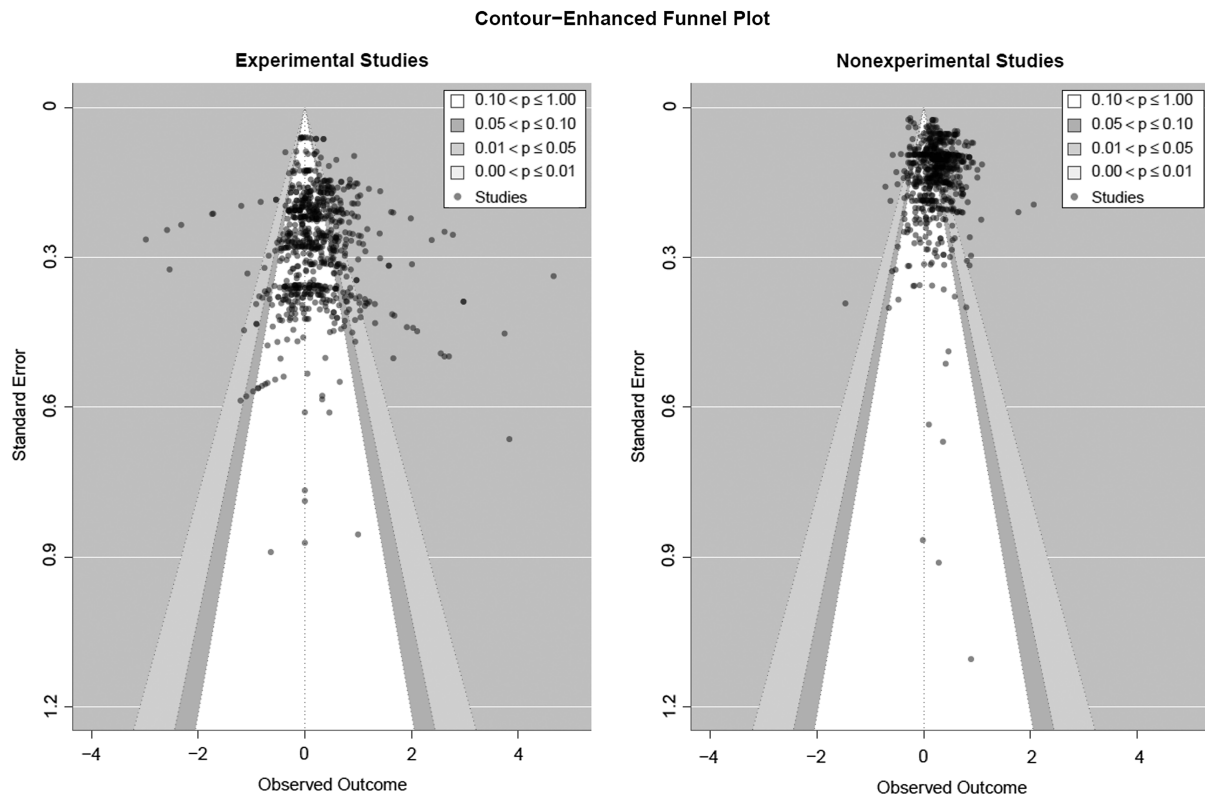 Contour−Enhanced Funnel Plot
Experimental Studies
0.10 < p ≤ 1.00
0.05 < p ≤ 0.10
0.01 < p ≤ 0.05
0.00 < p ≤ 0.01
Studies
Standard Error
0
0.3
0.6
0.9
1.2
−4
−2
0
2
4
Observed Outcome
Nonexperimental Studies
0.10 < p ≤ 1.00
0.05 < p ≤ 0.10
0.01 < p ≤ 0.05
0.00 < p ≤ 0.01
Studies
Standard Error
0
0.3
0.6
0.9
1.2
−4
−2
0
2
4
Observed Outcome